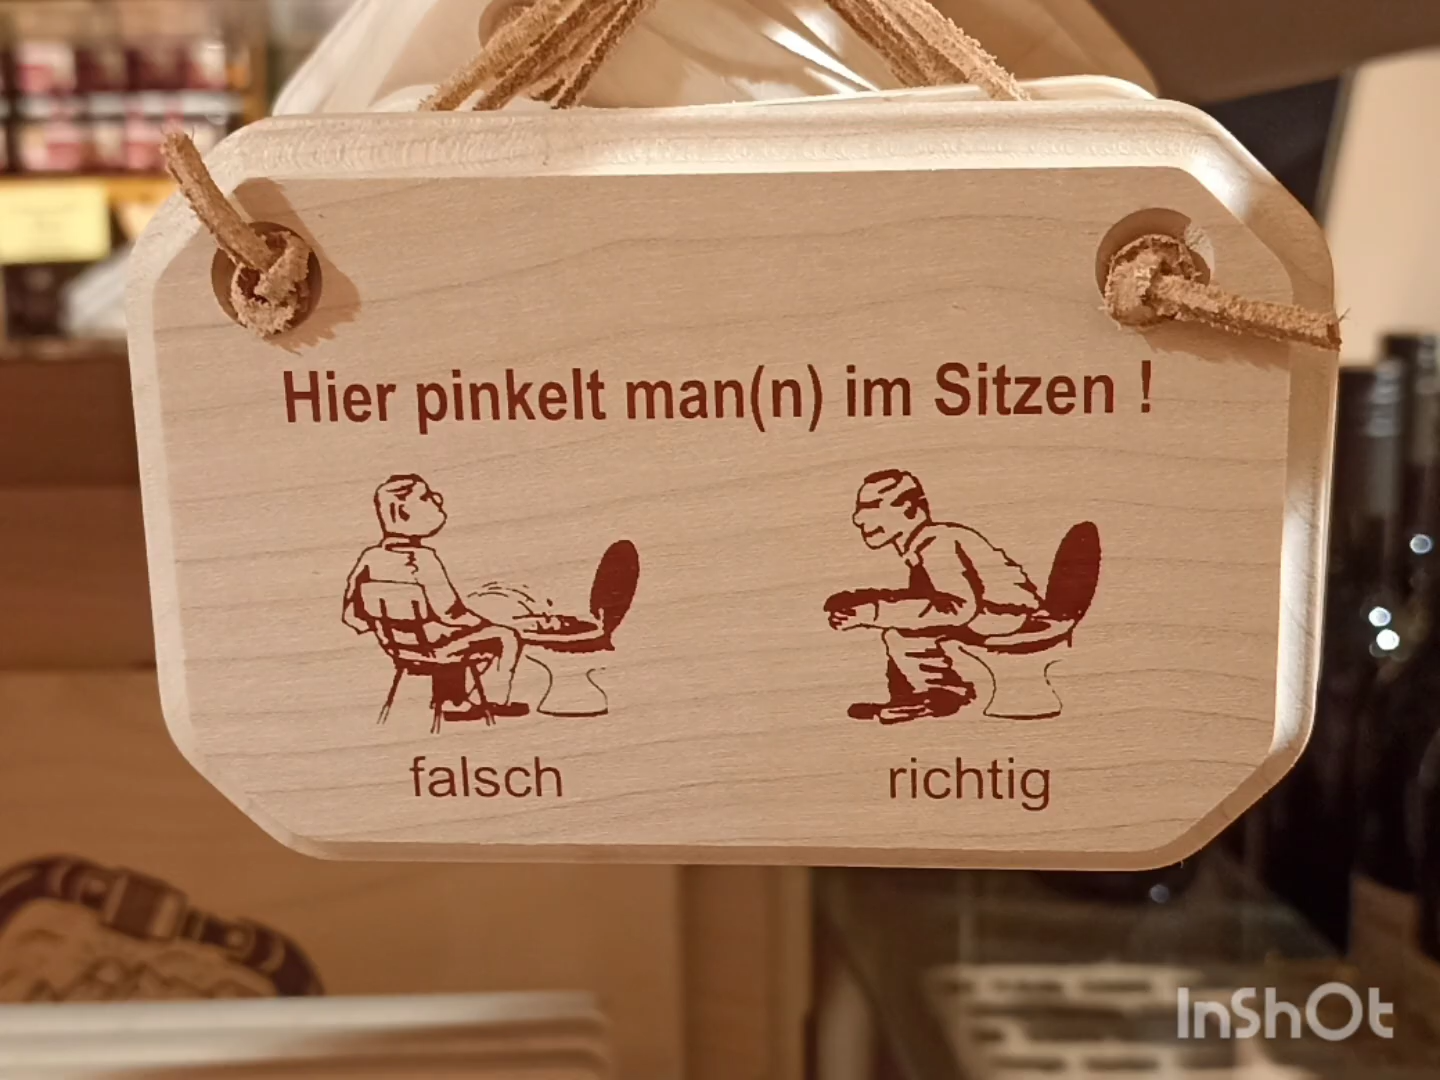 Hier pinkelt man(n) im Sitzen !
falsch
richtig
InShOt